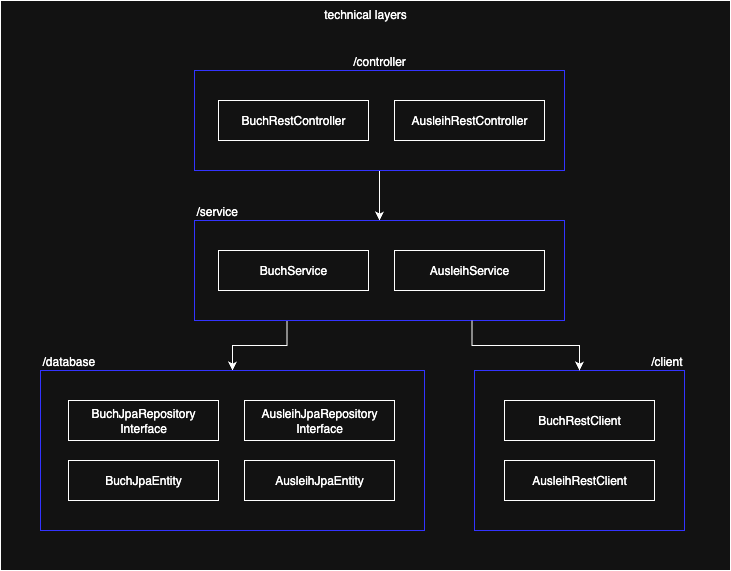 technical layers
/controller
BuchRestController
AusleihRestController
/service
BuchService
AusleihService
/database
BuchJpaRepository
Interface
AusleihJpaRepository
Interface
BuchJpaEntity
AusleihJpaEntity
/client
BuchRestClient
AusleihRestClient